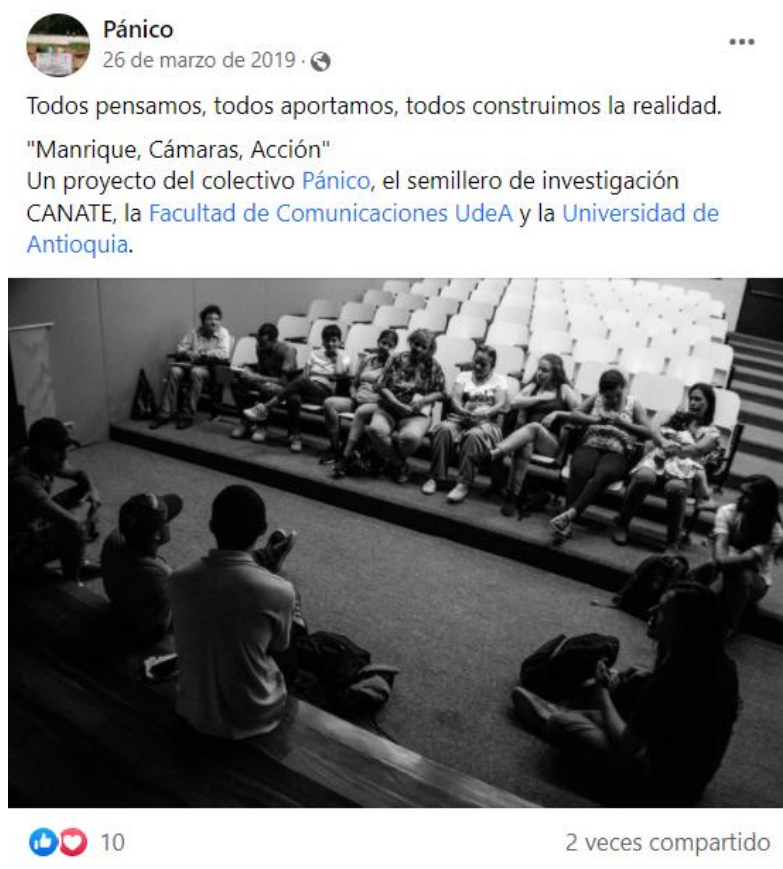 Pánico
26 de marzo de 2019 ·
Todos pensamos, todos aportamos, todos construimos la realidad.
"Manrique, Cámaras, Acción"
Un proyecto del colectivo Pánico, el semillero de investigación
CANATE, la Facultad de Comunicaciones UdeA y la Universidad de
Antioquia.
10
2 veces compartido